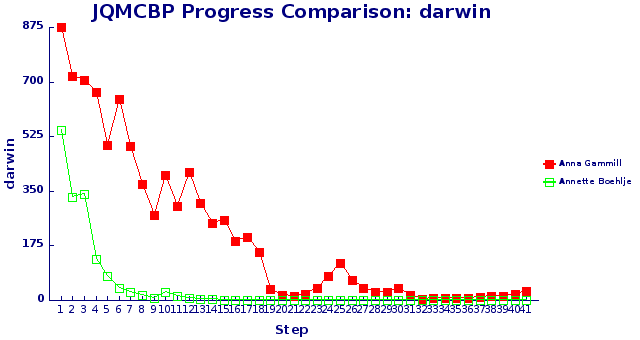 JQMCBP Progress Comparison: darwin
875
700
525
350
175
0
darwin
1 2 3 4 5 6 7 8 9 10 11 12 13 14 15 16 17 18 19 20 21 22 23 24 25 26 27 28 29 30 31 32 33 34 35 36 37 38 39 40 41
Step
Anna Gammill
Annette Boehlje